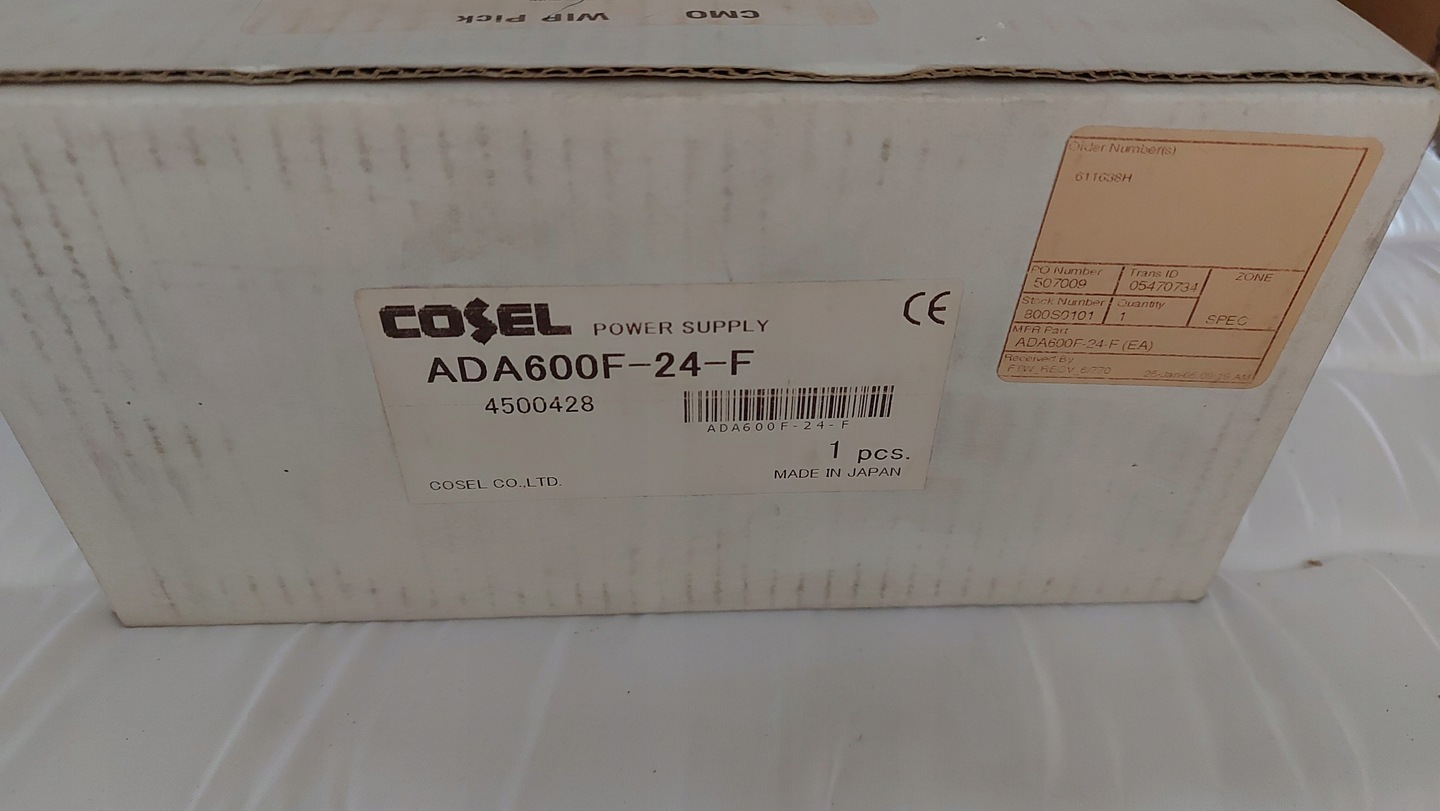 WIP Pick CMO
COSEL POWER SUPPLY CE
ADA600F-24-F
4500428
ADA600F-24-F
1 pcs.
COSEL CO.,LTD. MADE IN JAPAN
Order Number(s)
611638H
PO Number Trans ID ZONE
507009 05470734
Stock Number Quantity
800S0101 1 SPEC
MFR Part
ADA600F-24-F (EA)
Received By